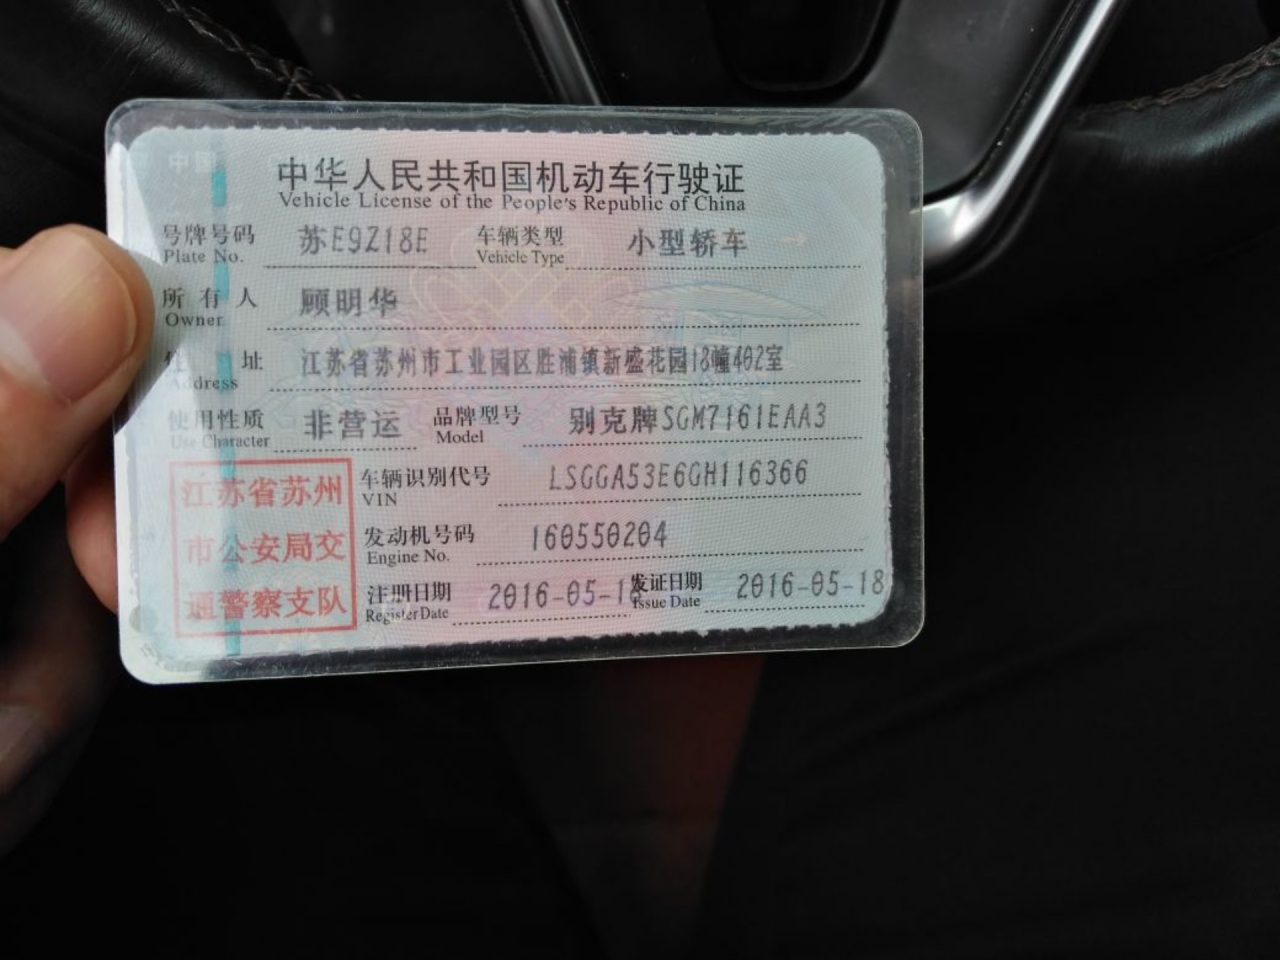 中国
中华人民共和国机动车行驶证
Vehicle License of the People's Republic of China
号牌号码 苏E9Z18E 车辆类型 小型轿车
Plate No. Vehicle Type
所有人 顾明华
Owner
住址 江苏省苏州市工业园区胜浦镇新盛花园18幢402室
Address
使用性质 非营运 品牌型号 别克牌SGM7161EAA3
Use Character Model
江苏省苏州 车辆识别代号 LSGGA53E6GH116366
VIN
市公安局交 发动机号码 160550204
Engine No.
通警察支队 注册日期 2016-05-18 发证日期 2016-05-18
Register Date Issue Date